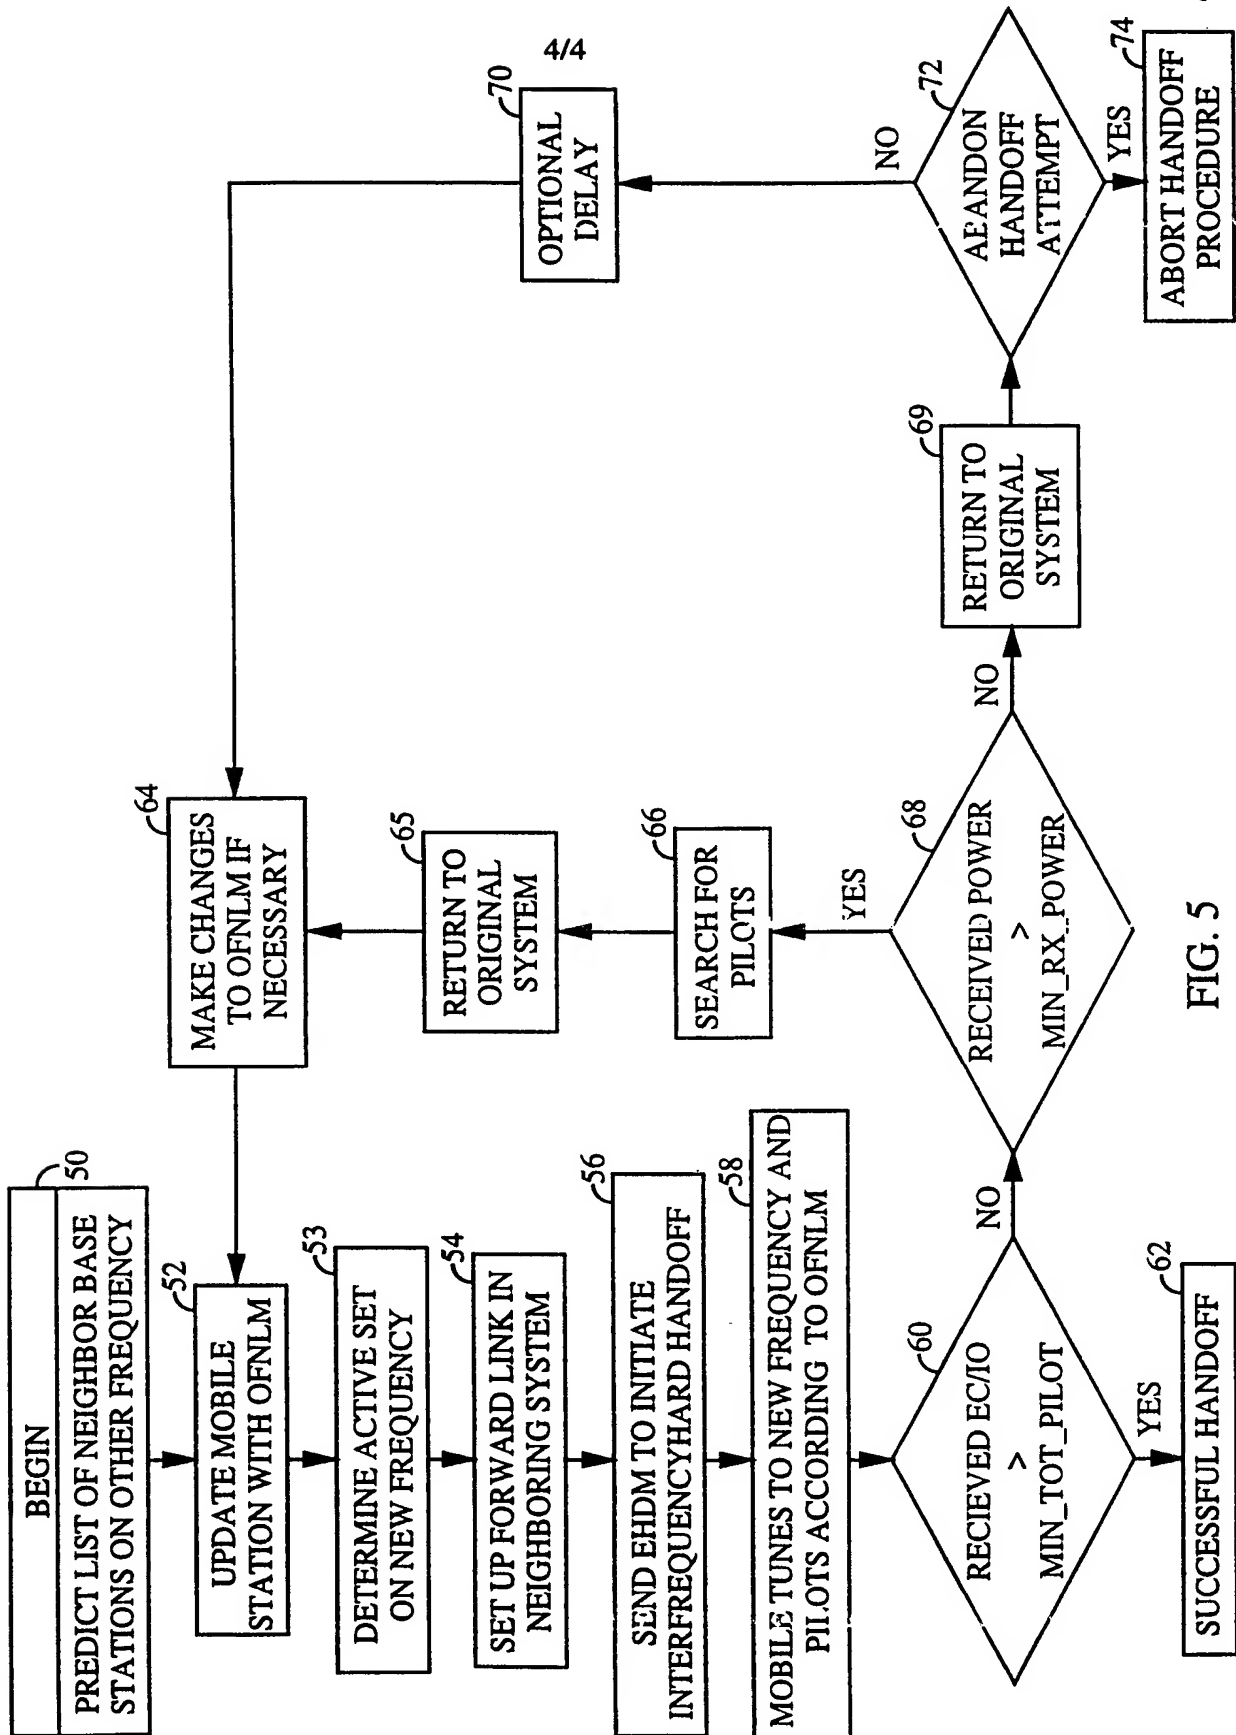 4/4
BEGIN
50
PREDICT LIST OF NEIGHBOR BASE
STATIONS ON OTHER FREQUENCY
52
UPDATE MOBILE
STATION WITH OFNLM
53
DETERMINE ACTIVE SET
ON NEW FREQUENCY
54
SET UP FORWARD LINK IN
NEIGHBORING SYSTEM
56
SEND EHDM TO INITIATE
INTERFREQUENCYHARD HANDOFF
58
MOBILE TUNES TO NEW FREQUENCY AND
PILOTS ACCORDING TO OFNLM
60
RECIEVED EC/IO
>
MIN_TOT_PILOT
YES
62
SUCCESSFUL HANDOFF
NO
64
MAKE CHANGES
TO OFNLM IF
NECESSARY
65
RETURN TO
ORIGINAL
SYSTEM
66
SEARCH FOR
PILOTS
YES
68
RECEIVED POWER
>
MIN_RX_POWER
NO
69
RETURN TO
ORIGINAL
SYSTEM
70
OPTIONAL
DELAY
NO
72
AEANDON
HANDOFF
ATTEMPT
YES
74
ABORT HANDOFF
PROCEDURE
FIG. 5